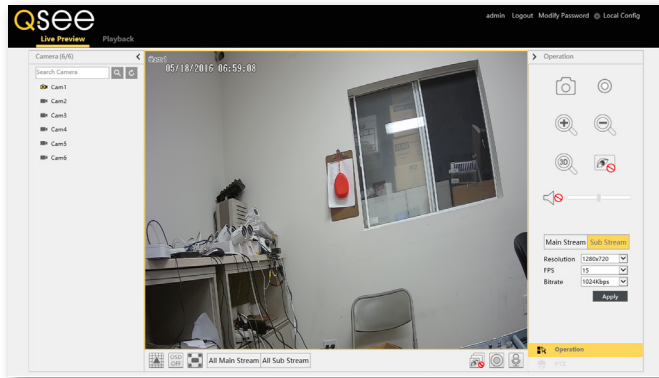 Qsee
admin Logout Modify Password Local Config
Live Preview Playback
Camera (6/6)
Search Camera
Cam1
Cam2
Cam3
Cam4
Cam5
Cam6
05/18/2016 06:59:08
Operation
3D
Main Stream Sub Stream
Resolution 1280x720
FPS 15
Bitrate 1024Kbps
Apply
OSD
OFF
All Main Stream All Sub Stream
Operation
PTZ